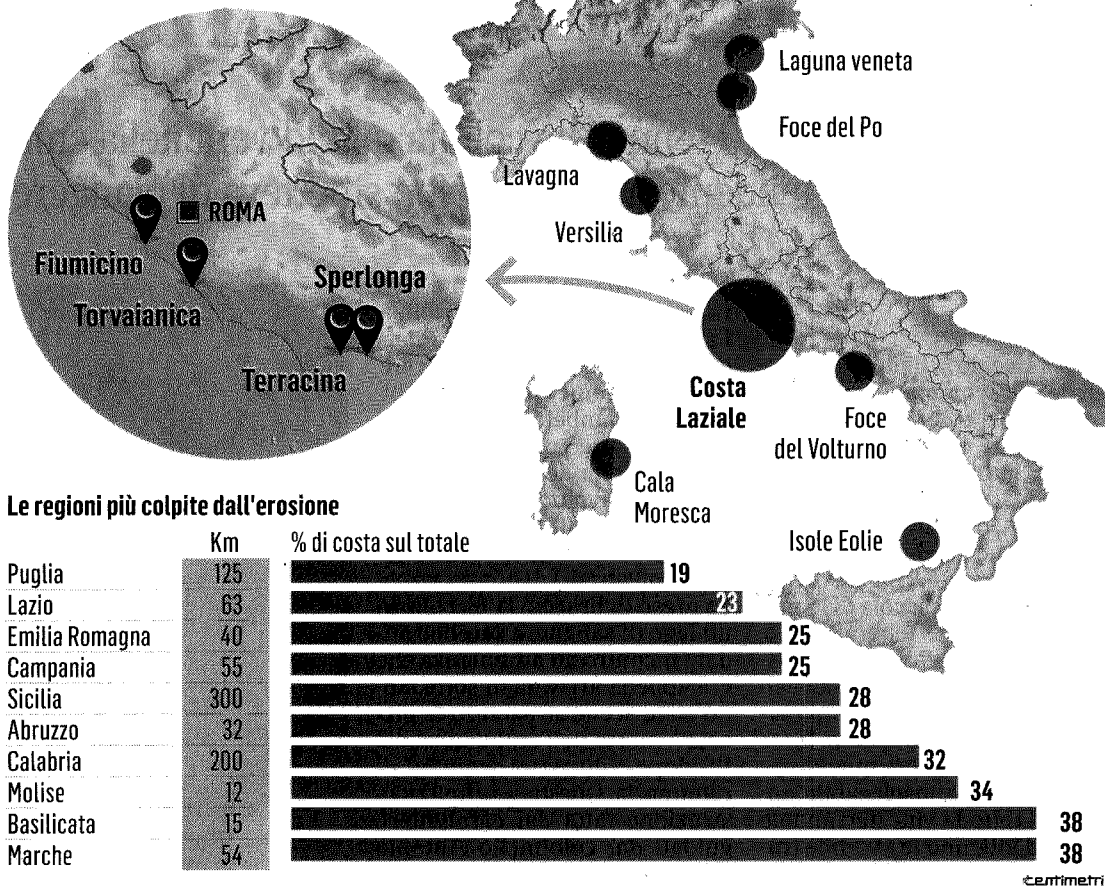 Laguna veneta
Foce del Po
Lavagna
Versilia
ROMA
Fiumicino
Torvaianica
Sperlonga
Terracina
Costa
Laziale
Foce
del Volturno
Cala
Moresca
Isole Eolie
Le regioni più colpite dall'erosione
Km % di costa sul totale
Puglia 125 19
Lazio 63 23
Emilia Romagna 40 25
Campania 55 25
Sicilia 300 28
Abruzzo 32 28
Calabria 200 32
Molise 12 34
Basilicata 15 38
Marche 54 38
centimetri